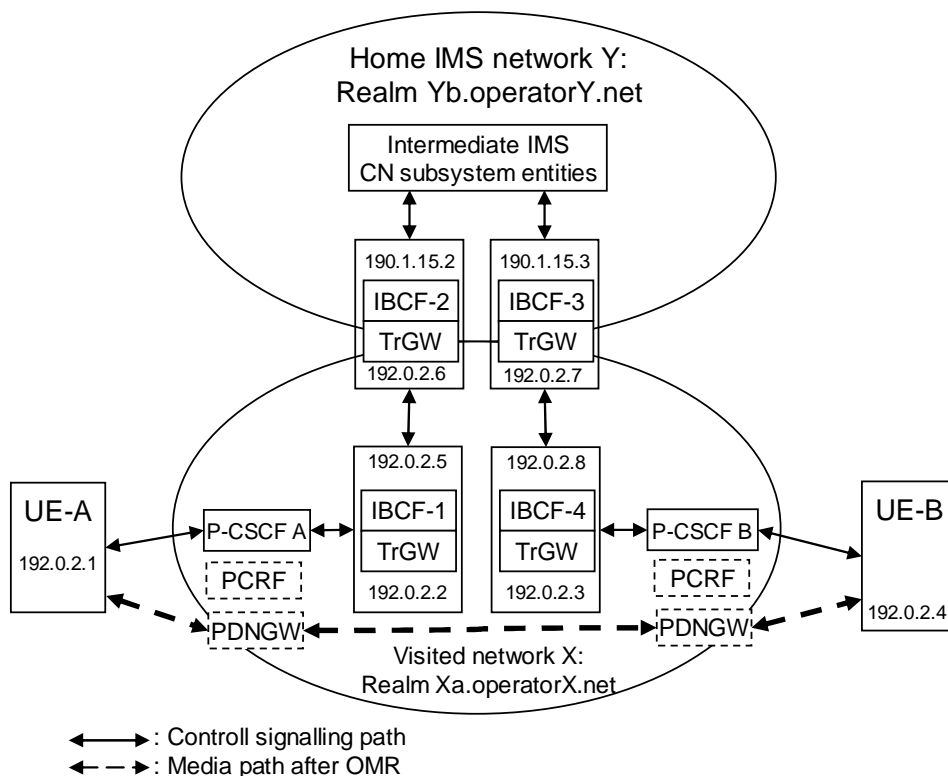 Home IMS network Y:
Realm Yb.operatorY.net
Intermediate IMS
CN subsystem entities
190.1.15.2
190.1.15.3
IBCF-2
IBCF-3
TrGW
TrGW
192.0.2.6
192.0.2.7
192.0.2.5
192.0.2.8
UE-A
192.0.2.1
P-CSCF A
IBCF-1
IBCF-4
P-CSCF B
UE-B
TrGW
TrGW
PCRF
PCRF
192.0.2.2
192.0.2.3
192.0.2.4
PDNGW
PDNGW
Visited network X:
Realm Xa.operatorX.net
: Controll signalling path
: Media path after OMR